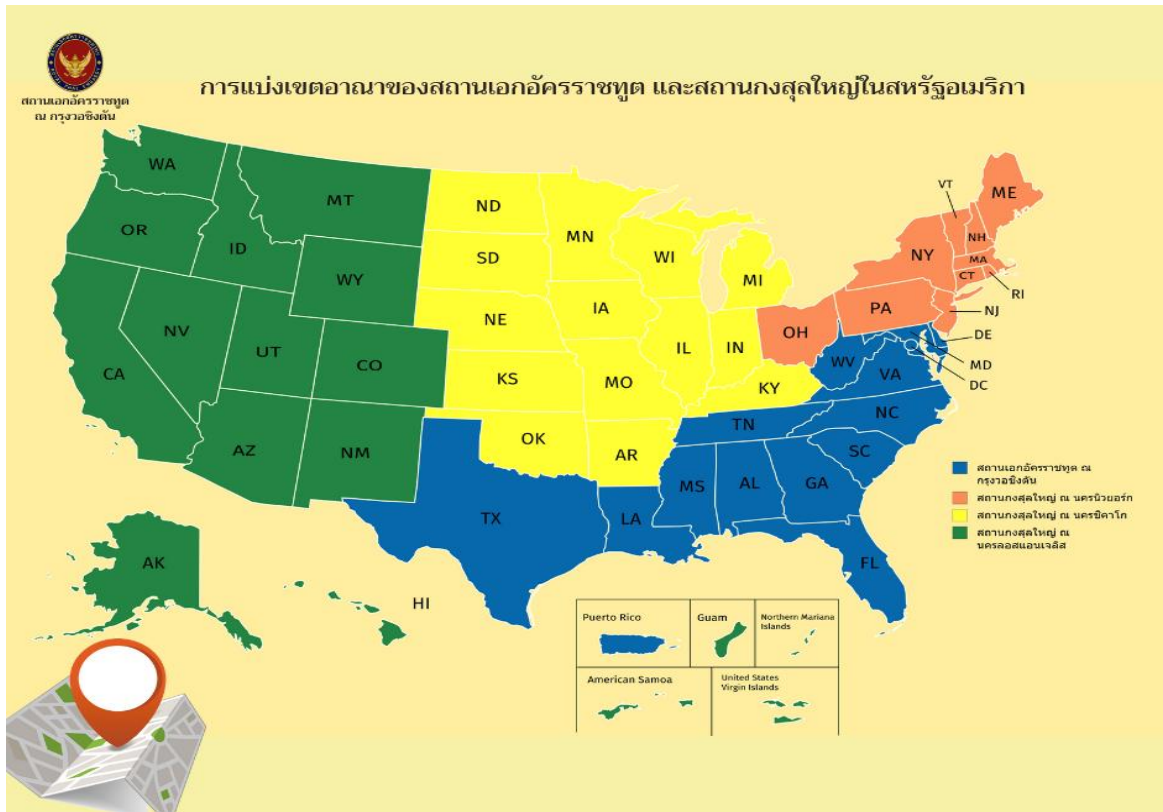 สถานเอกอัครราชทูต
ณ กรุงวอชิงตัน
การแบ่งเขตอาณาของสถานเอกอัครราชทูต และสถานกงสุลใหญ่ในสหรัฐอเมริกา
WA
MT
ND
MN
VT
ME
OR
ID
SD
WI
MI
NY
NH
MA
CT
RI
WY
NE
IA
PA
NJ
NV
UT
CO
IL
IN
OH
DE
MD
DC
CA
KS
MO
KY
WV
VA
AZ
NM
OK
AR
TN
NC
SC
MS
AL
GA
TX
LA
FL
AK
HI
สถานเอกอัครราชทูต ณ
กรุงวอชิงตัน
สถานกงสุลใหญ่ ณ นครนิวยอร์ก
สถานกงสุลใหญ่ ณ นครชิคาโก
สถานกงสุลใหญ่ ณ
นครลอสแอนเจลิส
Puerto Rico
Guam
Northern Mariana
Islands
American Samoa
United States
Virgin Islands